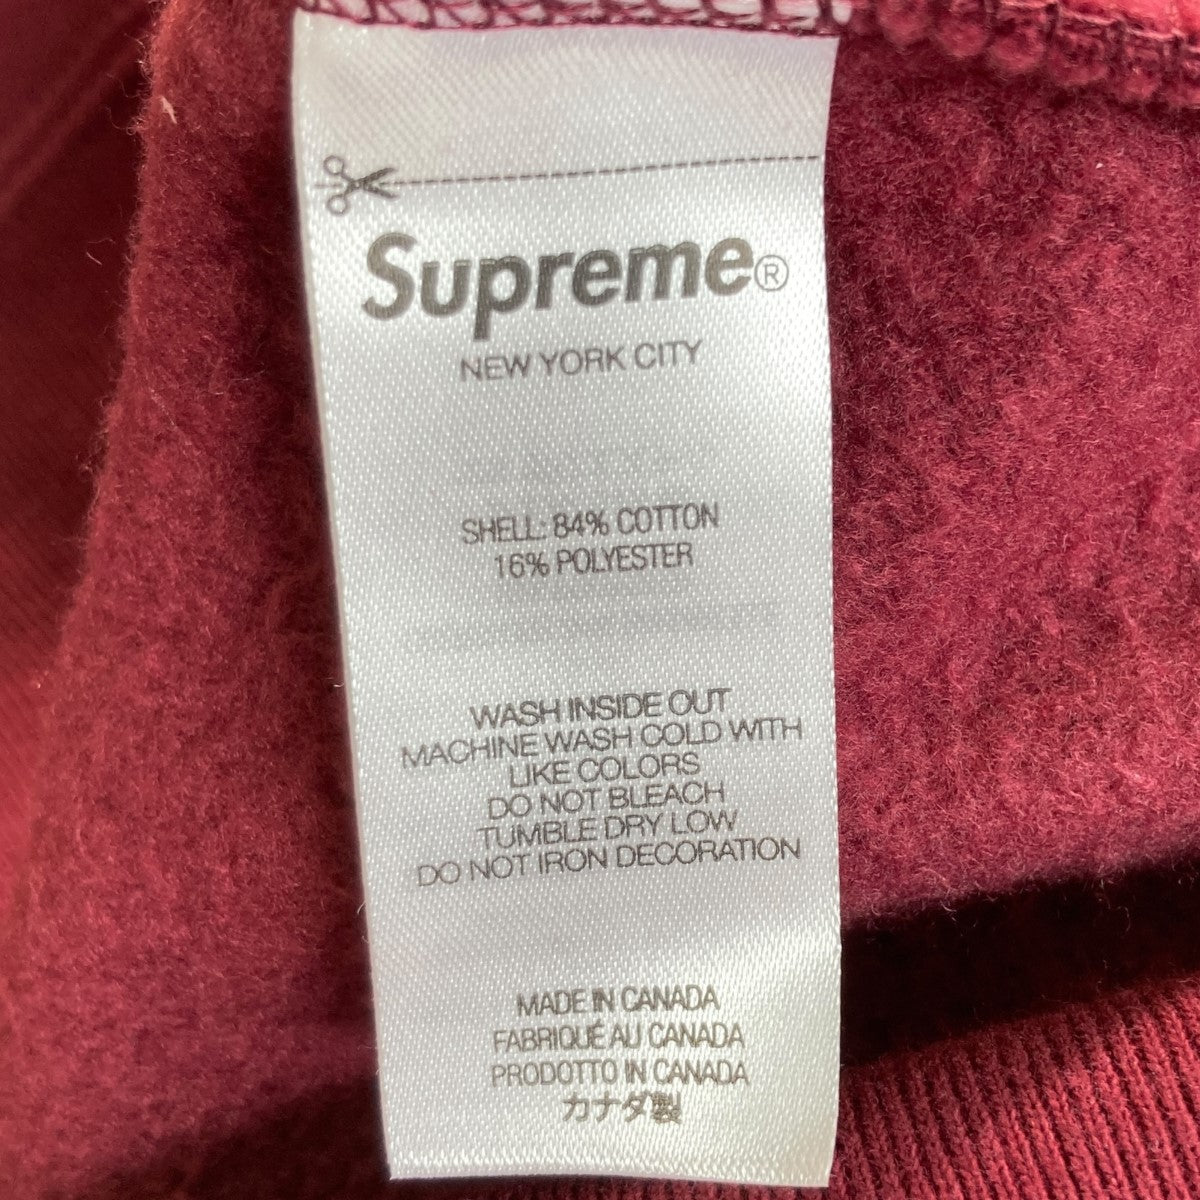 Supreme®
NEW YORK CITY
SHELL: 84% COTTON
16% POLYESTER
WASH INSIDE OUT
MACHINE WASH COLD WITH
LIKE COLORS
DO NOT BLEACH
TUMBLE DRY LOW
DO NOT IRON DECORATION
MADE IN CANADA
FABRIQUÉ AU CANADA
PRODOTTO IN CANADA
カナダ製